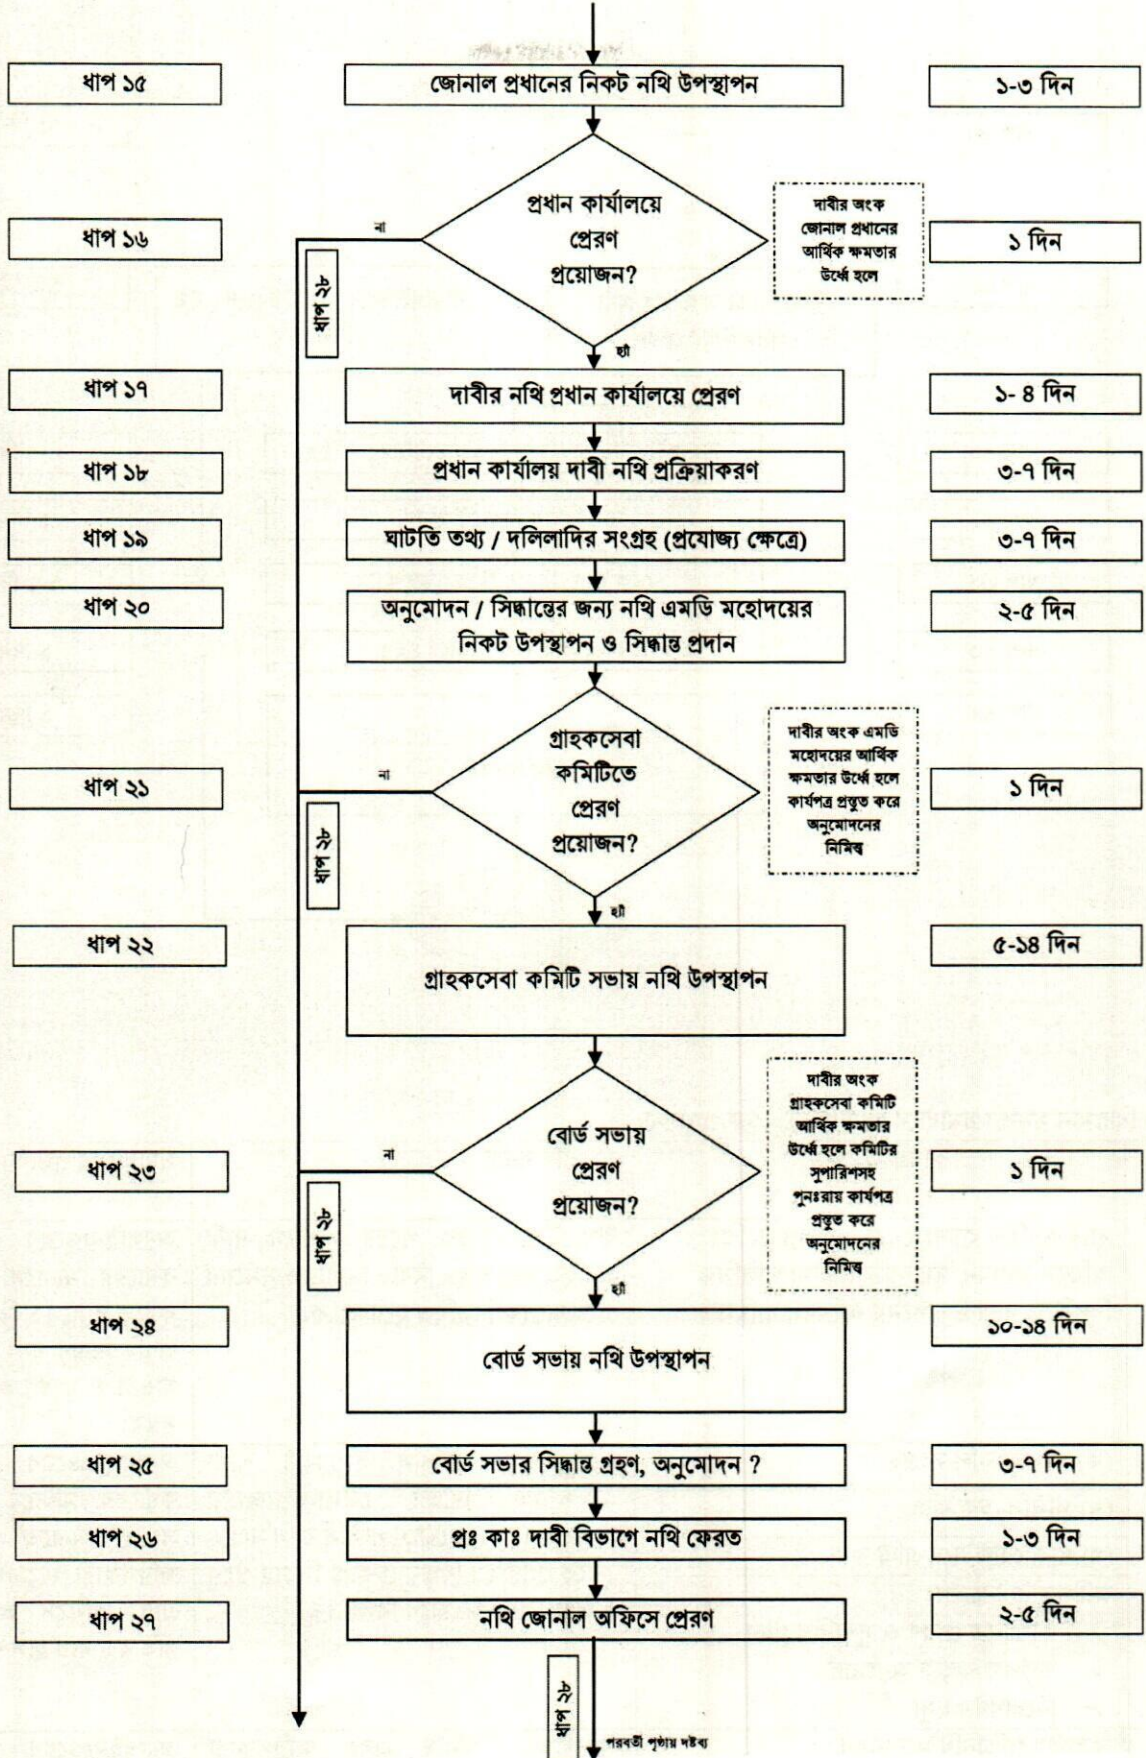 ধাপ ১৫
জোনাল প্রধানের নিকট নথি উপস্থাপন
১-৩ দিন
ধাপ ১৬
না
ধাপ ২৮
প্রধান কার্যালয়ে
প্রেরণ
প্রয়োজন?
হ্যাঁ
দাবীর অংক
জোনাল প্রধানের
আর্থিক ক্ষমতার
উর্ধ্বে হলে
১ দিন
ধাপ ১৭
দাবীর নথি প্রধান কার্যালয়ে প্রেরণ
১- ৪ দিন
ধাপ ১৮
প্রধান কার্যালয় দাবী নথি প্রক্রিয়াকরণ
৩-৭ দিন
ধাপ ১৯
ঘাটতি তথ্য / দলিলাদির সংগ্রহ (প্রযোজ্য ক্ষেত্রে)
৩-৭ দিন
ধাপ ২০
অনুমোদন / সিদ্ধান্তের জন্য নথি এমডি মহোদয়ের
নিকট উপস্থাপন ও সিদ্ধান্ত প্রদান
২-৫ দিন
ধাপ ২১
না
ধাপ ২৮
গ্রাহকসেবা
কমিটিতে
প্রেরণ
প্রয়োজন?
হ্যাঁ
দাবীর অংক এমডি
মহোদয়ের আর্থিক
ক্ষমতার উর্ধ্বে হলে
কার্যপত্র প্রস্তুত করে
অনুমোদনের
নিমিত্ত
১ দিন
ধাপ ২২
গ্রাহকসেবা কমিটি সভায় নথি উপস্থাপন
৫-১৪ দিন
ধাপ ২৩
না
ধাপ ২৮
বোর্ড সভায়
প্রেরণ
প্রয়োজন?
হ্যাঁ
দাবীর অংক
গ্রাহকসেবা কমিটি
আর্থিক ক্ষমতার
উর্ধ্বে হলে কমিটির
সুপারিশসহ
পুনঃরায় কার্যপত্র
প্রস্তুত করে
অনুমোদনের
নিমিত্ত
১ দিন
ধাপ ২৪
বোর্ড সভায় নথি উপস্থাপন
১০-১৪ দিন
ধাপ ২৫
বোর্ড সভার সিদ্ধান্ত গ্রহণ, অনুমোদন ?
৩-৭ দিন
ধাপ ২৬
প্রঃ কাঃ দাবী বিভাগে নথি ফেরত
১-৩ দিন
ধাপ ২৭
নথি জোনাল অফিসে প্রেরণ
২-৫ দিন
ধাপ ২৮
পরবর্তী পৃষ্ঠায় দষ্টব্য